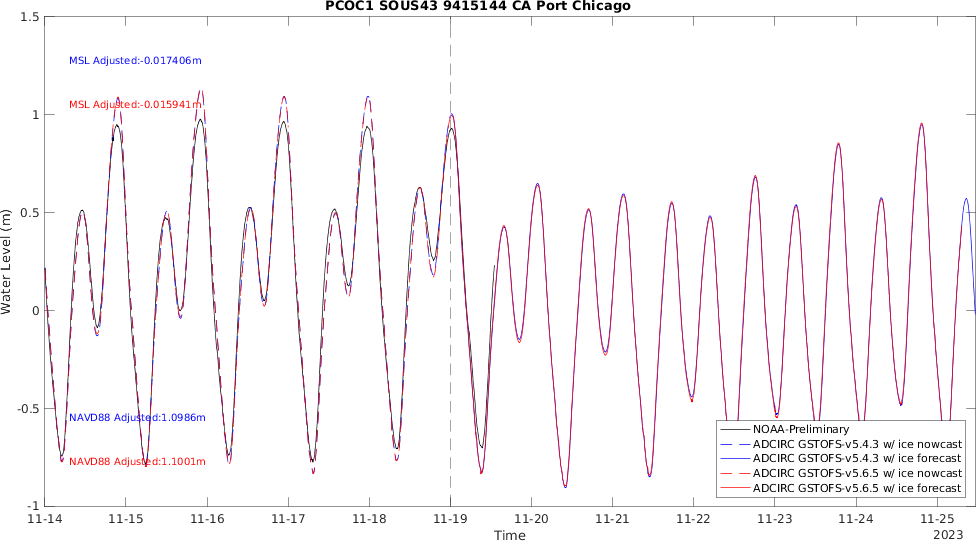 PCOC1 SOUS43 9415144 CA Port Chicago
1.5
MSL Adjusted:-0.017406m
MSL Adjusted:-0.015941m
1
0.5
Water Level (m)
0
-0.5
NAVD88 Adjusted:1.0986m
NAVD88 Adjusted:1.1001m
-1
NOAA-Preliminary
ADCIRC GSTOFS-v5.4.3 w/ ice nowcast
ADCIRC GSTOFS-v5.4.3 w/ ice forecast
ADCIRC GSTOFS-v5.6.5 w/ ice nowcast
ADCIRC GSTOFS-v5.6.5 w/ ice forecast
11-14 11-15 11-16 11-17 11-18 11-19 11-20 11-21 11-22 11-23 11-24 11-25
Time
2023